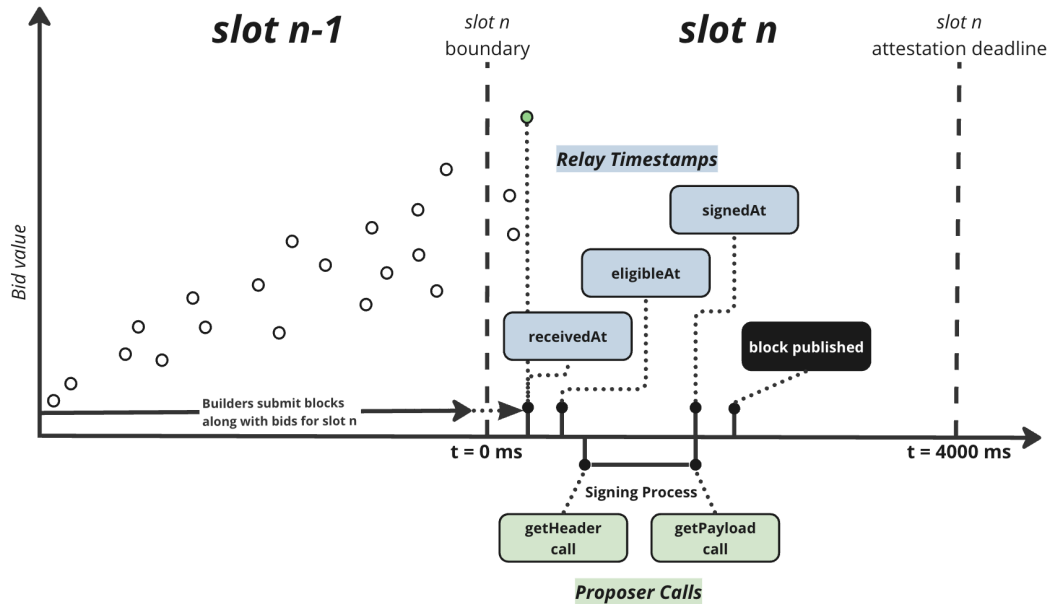 slot n-1
slot n
slot n
boundary
slot n
attestation deadline
Bid value
Relay Timestamps
signedAt
eligibleAt
receivedAt
block published
Builders submit blocks
along with bids for slot n
t = 0 ms
t = 4000 ms
Signing Process
getHeader
call
getPayload
call
Proposer Calls